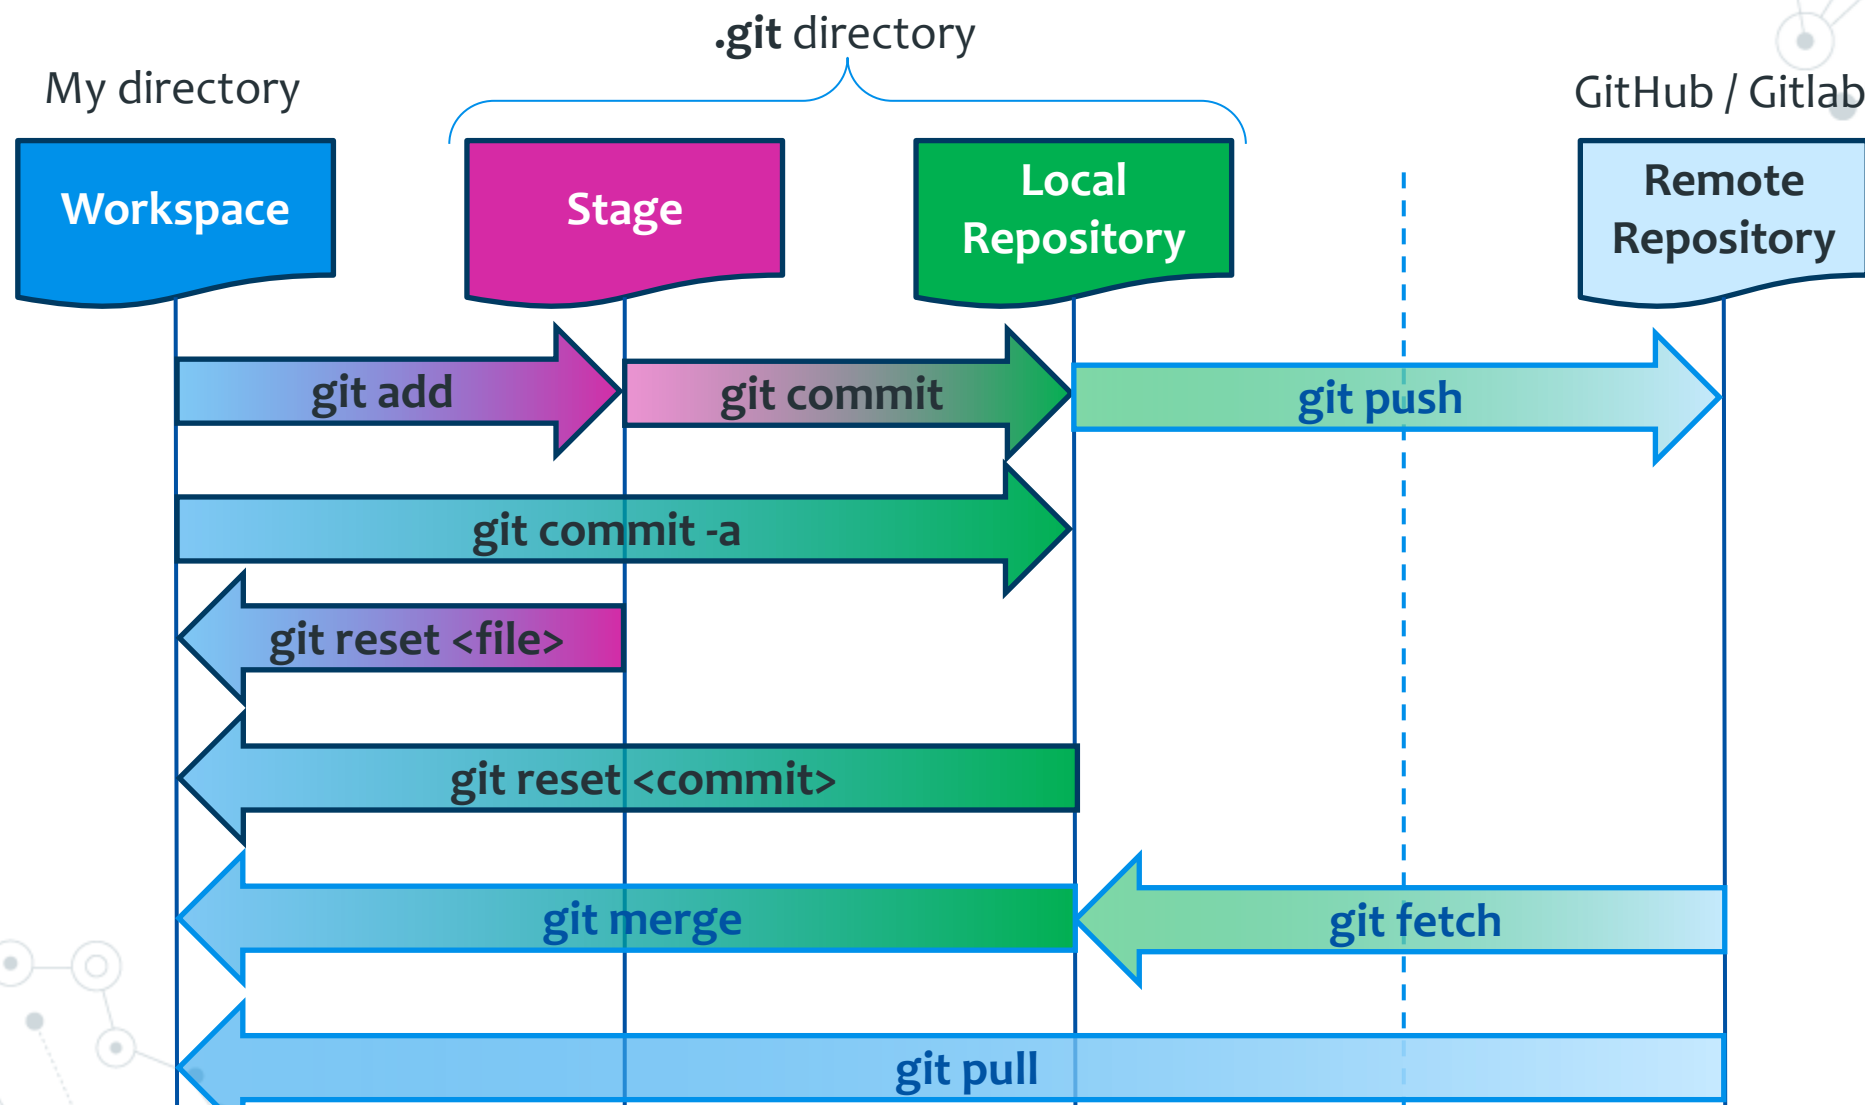 .git directory
My directory
GitHub / Gitlab
Workspace
Stage
Local
Repository
Remote
Repository
git add
git commit
git push
git commit -a
git reset <file>
git reset <commit>
git merge
git fetch
git pull